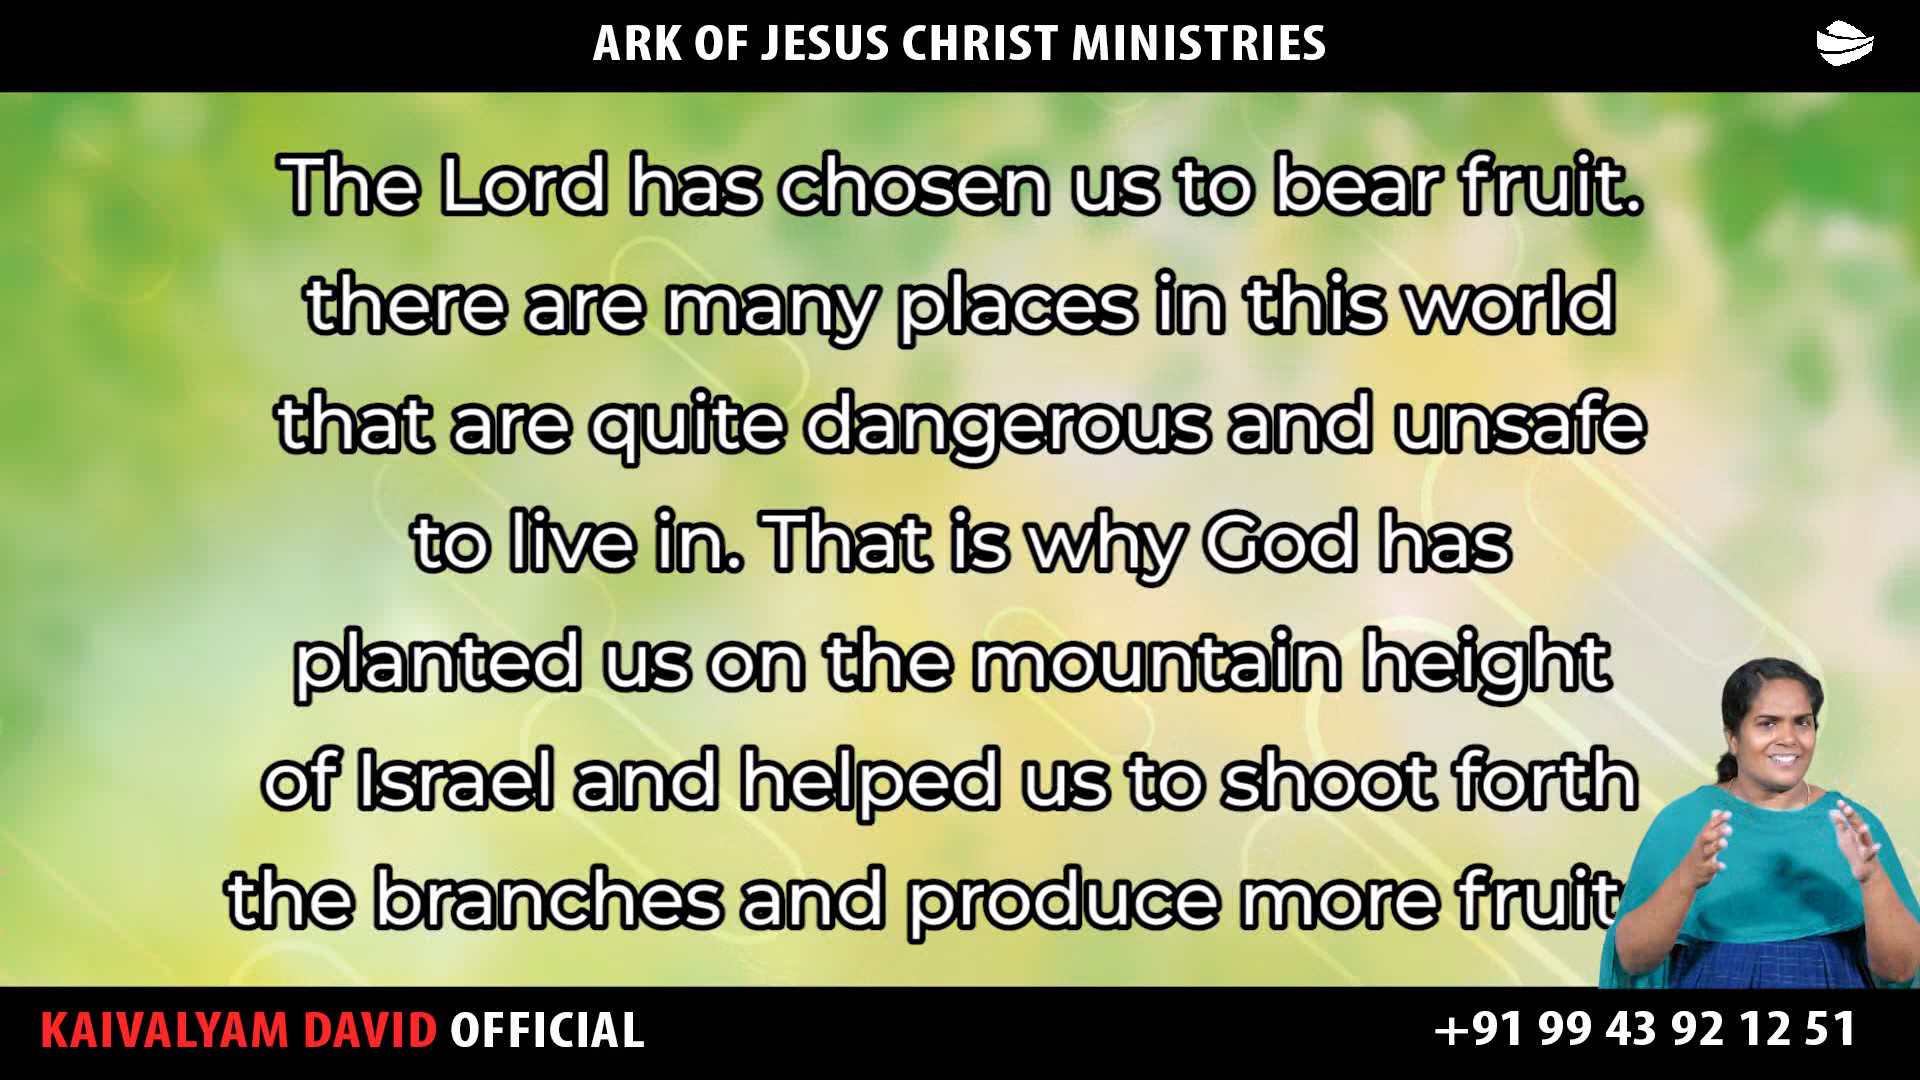 ARK OF JESUS CHRIST MINISTRIES
The Lord has chosen us to bear fruit.
there are many places in this world
that are quite dangerous and unsafe
to live in. That is why God has
planted us on the mountain height
of Israel and helped us to shoot forth
the branches and produce more fruit
KAIVALYAM DAVID OFFICIAL
+91 99 43 92 12 51